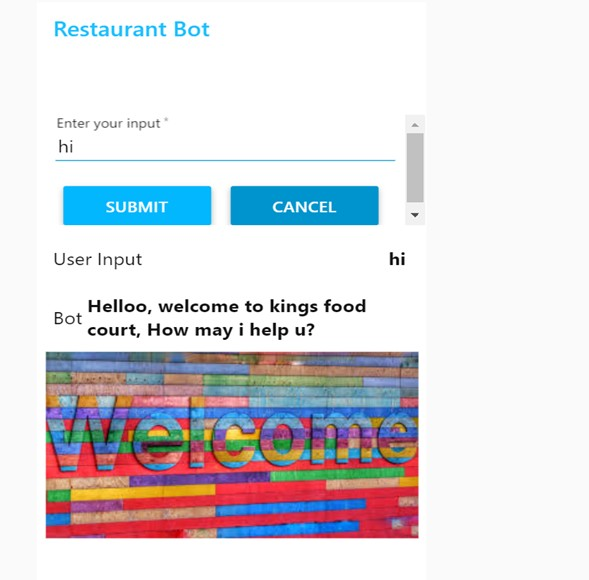 Restaurant Bot
Enter your input *
hi
SUBMIT CANCEL
User Input hi
Bot Helloo, welcome to kings food
court, How may i help u?
welcome